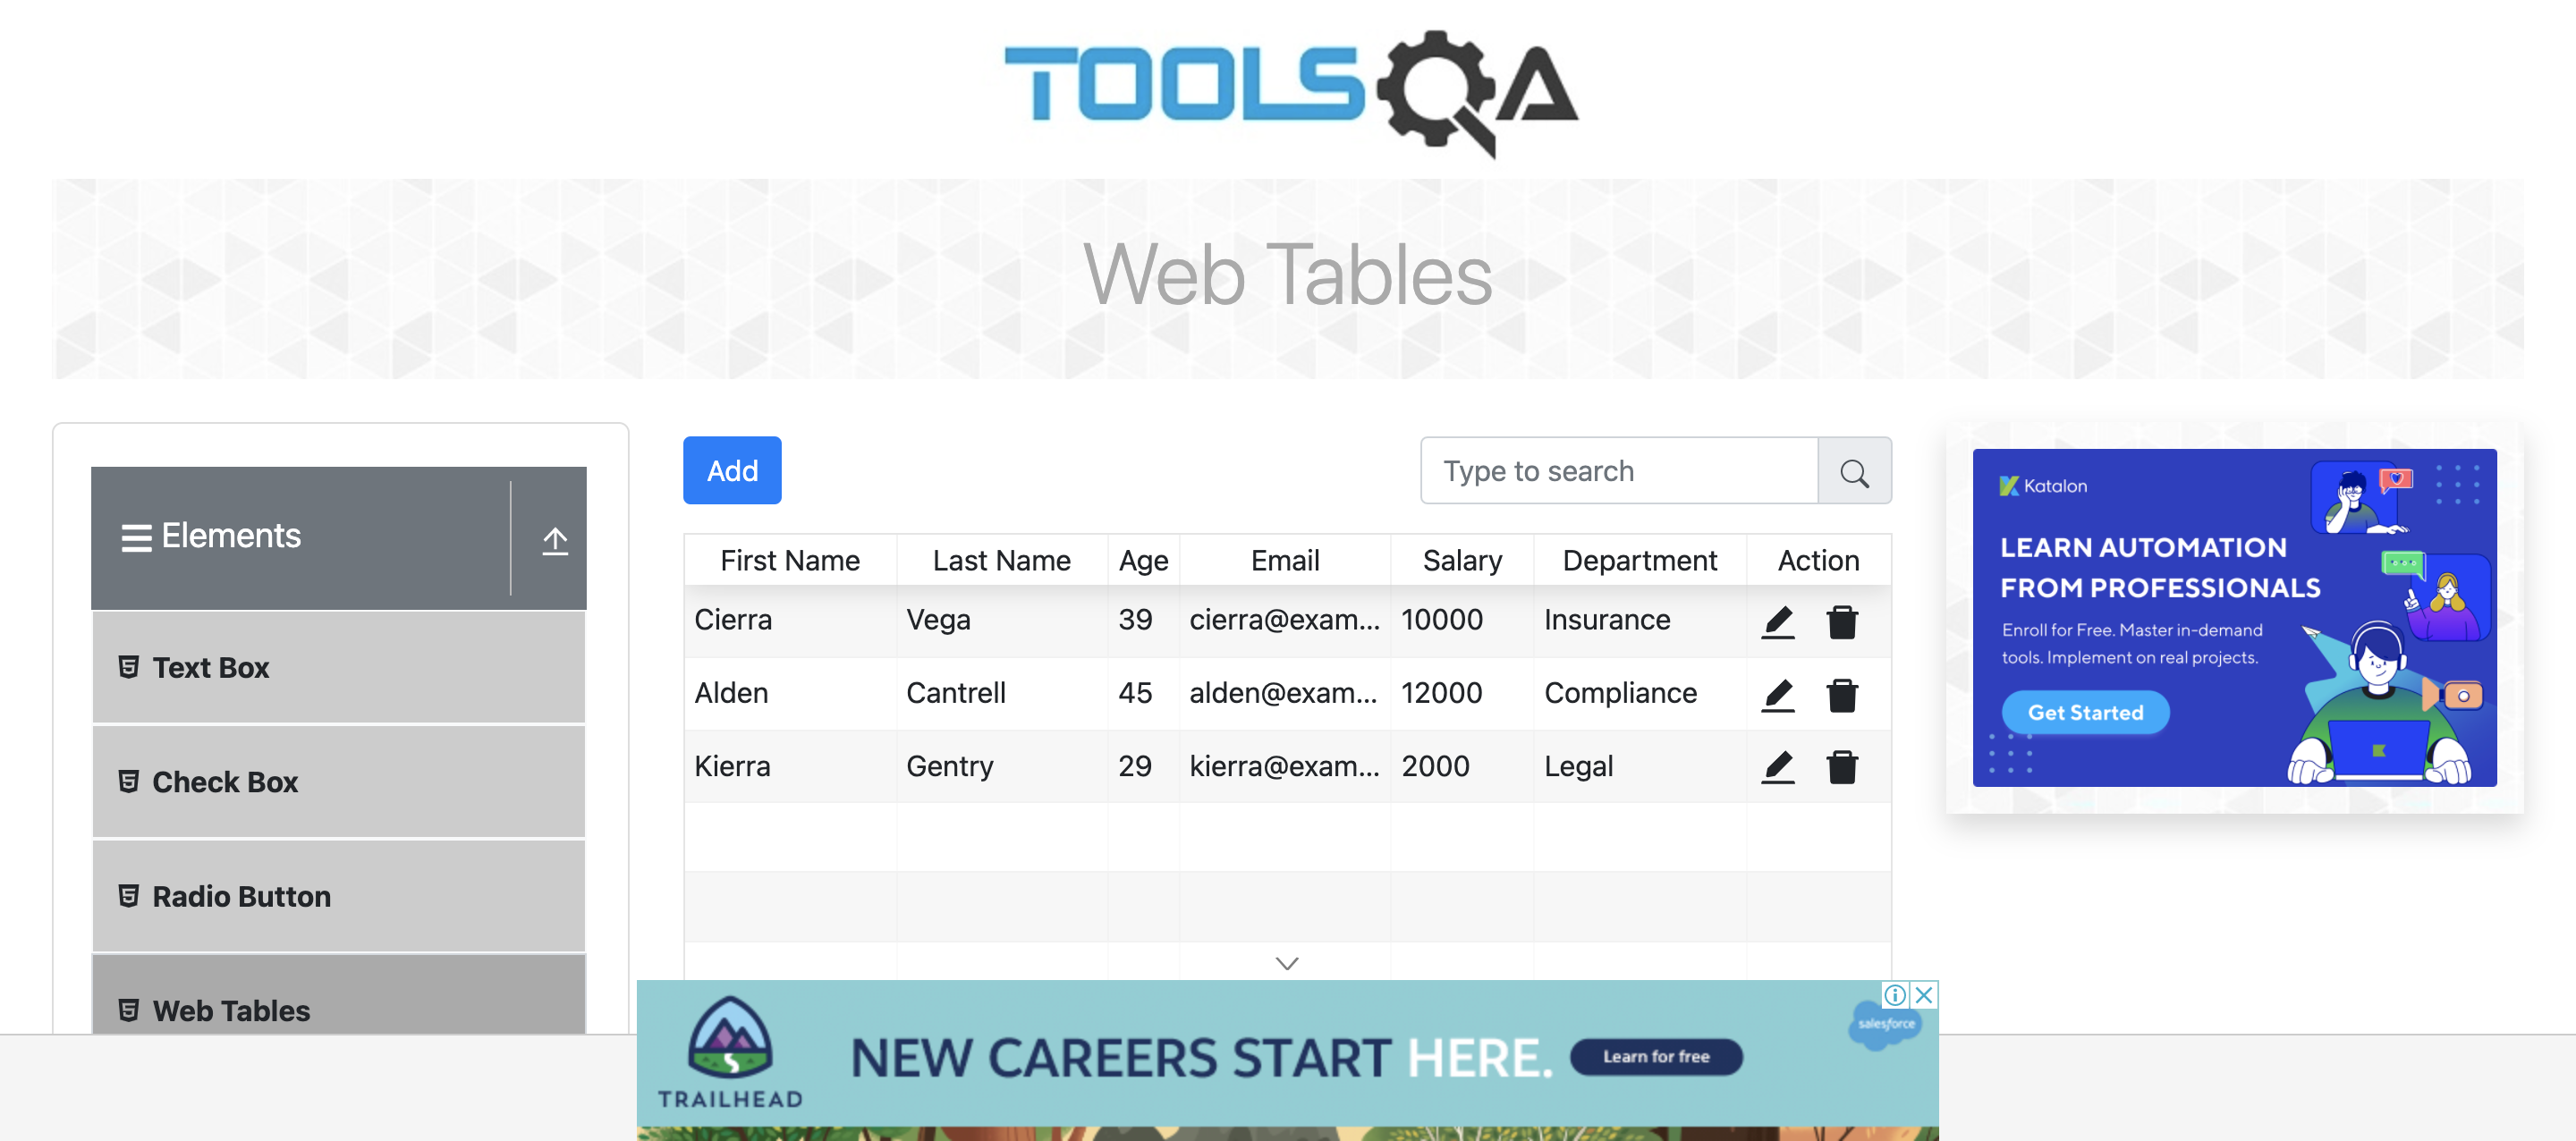 TOOLSQA
Web Tables
Elements
Text Box
Check Box
Radio Button
Web Tables
Add
Type to search
First Name Last Name Age Email Salary Department Action
Cierra Vega 39 cierra@exam... 10000 Insurance
Alden Cantrell 45 alden@exam... 12000 Compliance
Kierra Gentry 29 kierra@exam... 2000 Legal
Katalon
LEARN AUTOMATION
FROM PROFESSIONALS
Enroll for Free. Master in-demand
tools. Implement on real projects.
Get Started
TRAILHEAD
NEW CAREERS START HERE.
Learn for free
salesforce